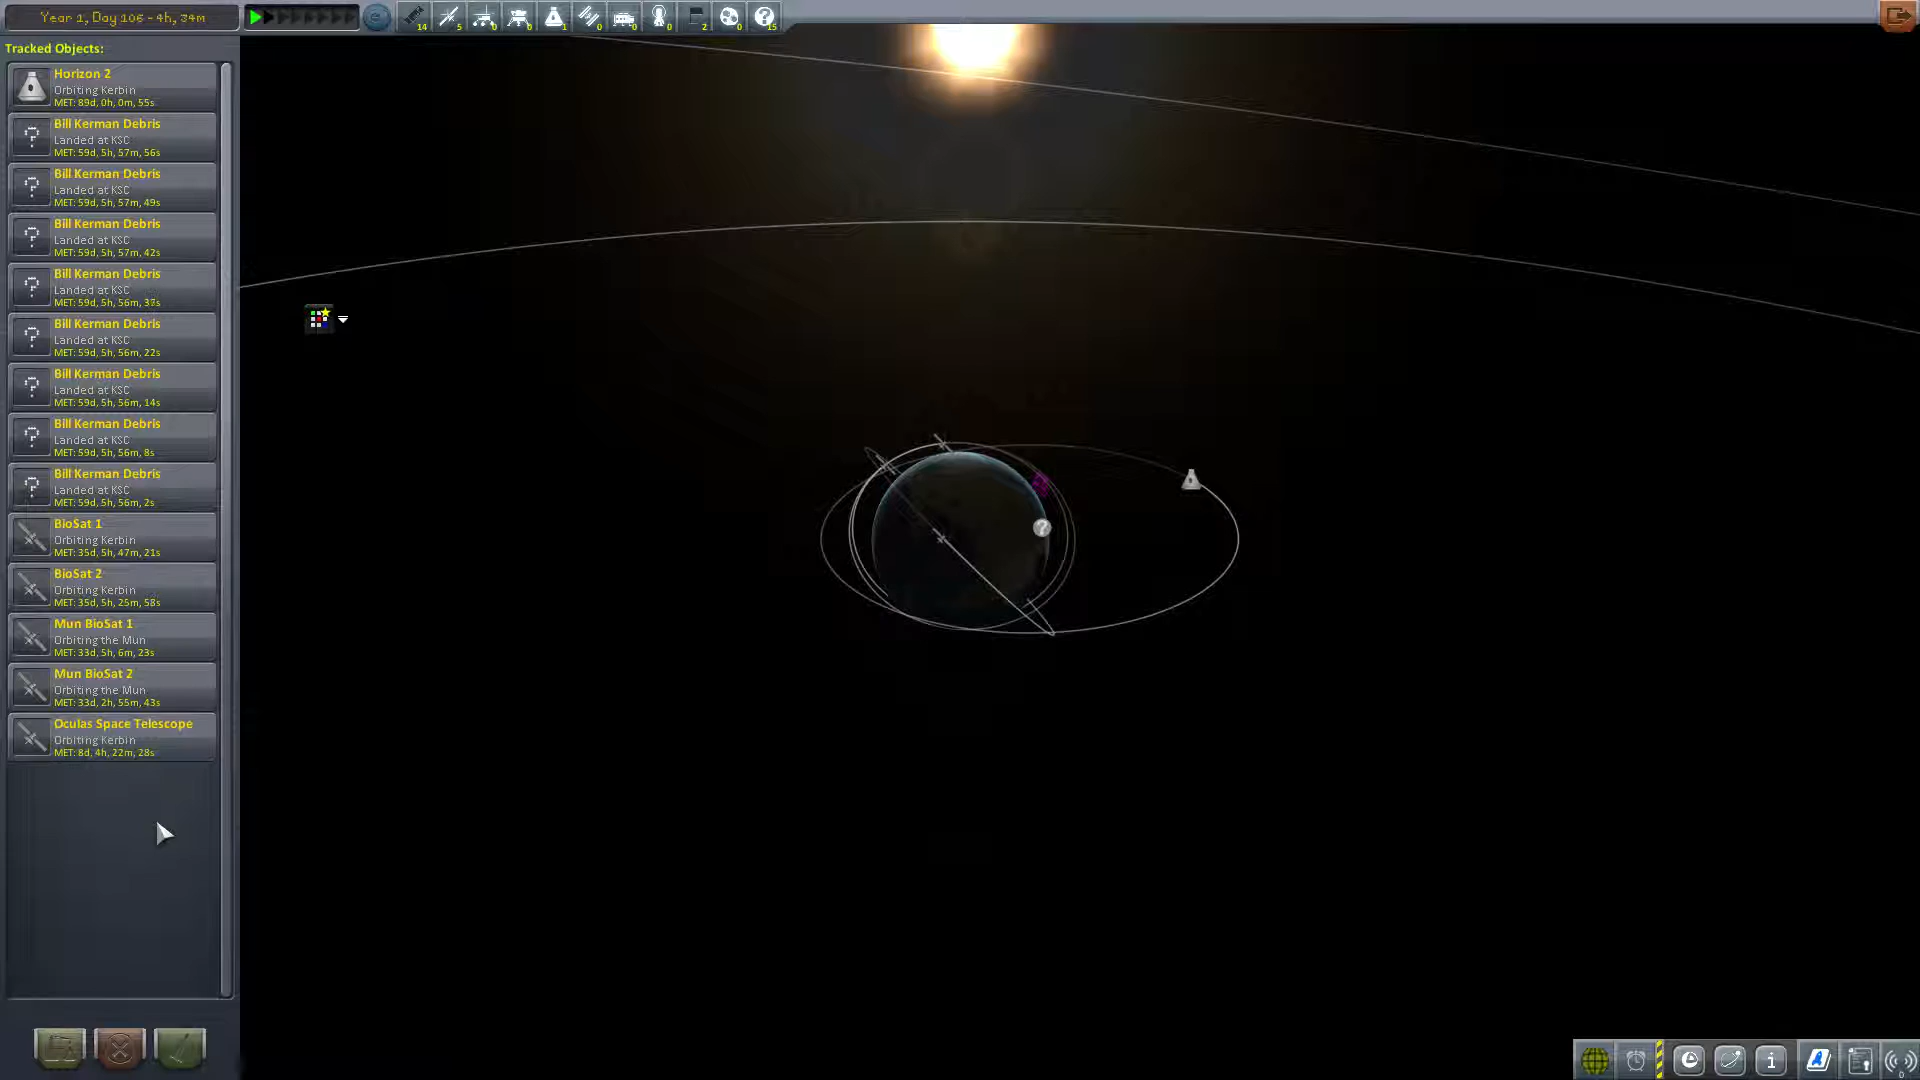 Year 1, Day 106 - 4h, 34m
14
5
0
0
1
0
0
0
2
0
15
Tracked Objects:
Horizon 2
Orbiting Kerbin
MET: 89d, 0h, 0m, 55s
Bill Kerman Debris
Landed at KSC
MET: 59d, 5h, 57m, 56s
Bill Kerman Debris
Landed at KSC
MET: 59d, 5h, 57m, 49s
Bill Kerman Debris
Landed at KSC
MET: 59d, 5h, 57m, 42s
Bill Kerman Debris
Landed at KSC
MET: 59d, 5h, 56m, 37s
Bill Kerman Debris
Landed at KSC
MET: 59d, 5h, 56m, 22s
Bill Kerman Debris
Landed at KSC
MET: 59d, 5h, 56m, 14s
Bill Kerman Debris
Landed at KSC
MET: 59d, 5h, 56m, 8s
Bill Kerman Debris
Landed at KSC
MET: 59d, 5h, 56m, 2s
BioSat 1
Orbiting Kerbin
MET: 35d, 5h, 47m, 21s
BioSat 2
Orbiting Kerbin
MET: 35d, 5h, 25m, 58s
Mun BioSat 1
Orbiting the Mun
MET: 33d, 5h, 6m, 23s
Mun BioSat 2
Orbiting the Mun
MET: 33d, 2h, 55m, 43s
Oculas Space Telescope
Orbiting Kerbin
MET: 8d, 4h, 22m, 28s